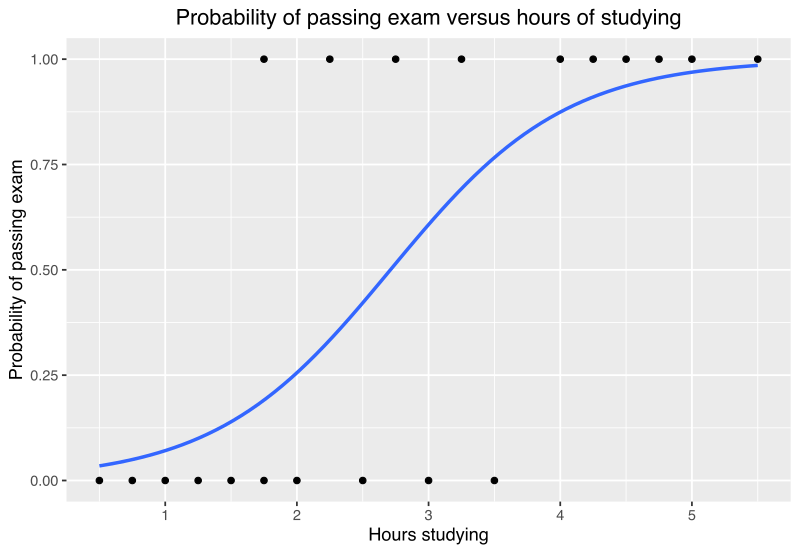 Probability of passing exam versus hours of studying
Probability of passing exam
1.00
0.75
0.50
0.25
0.00
1 2 3 4 5
Hours studying